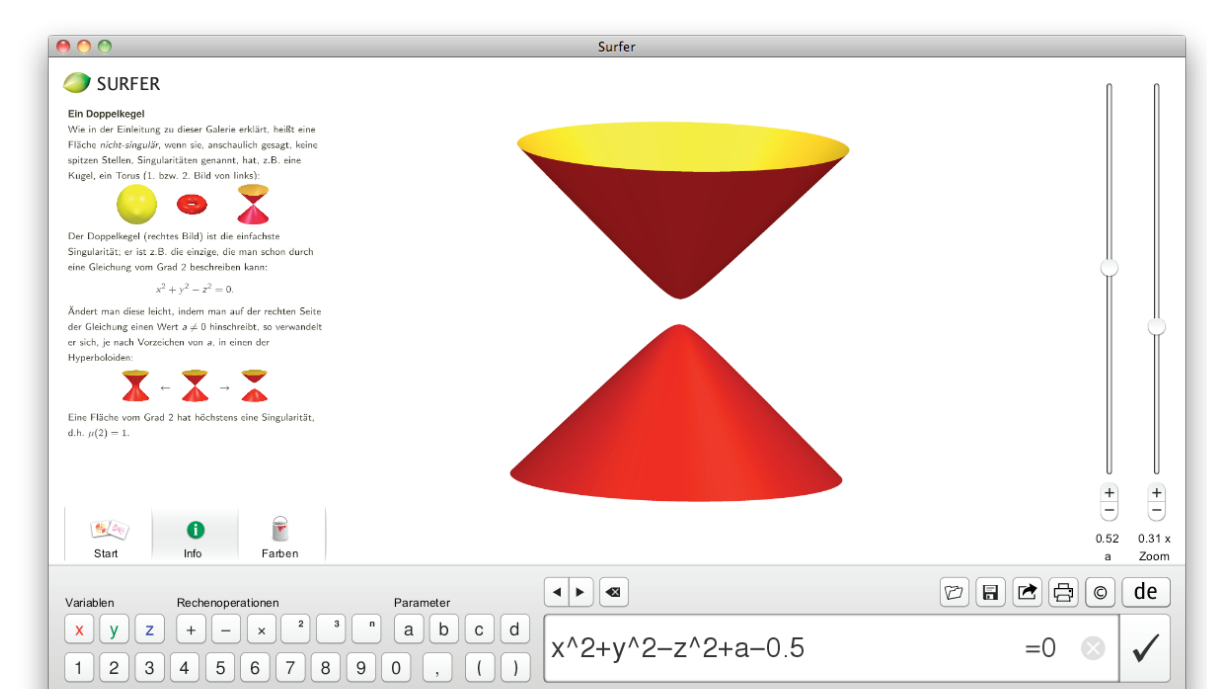 Surfer
SURFER
Ein Doppelkegel
Wie in der Einleitung zu dieser Galerie erklärt, heißt eine
Fläche nicht-singulär, wenn sie, anschaulich gesagt, keine
spitzen Stellen, Singularitäten genannt, hat, z.B. eine
Kugel, ein Torus (1. bzw. 2. Bild von links):
Der Doppelkegel (rechtes Bild) ist die einfachste
Singularität; er ist z.B. die einzige, die man schon durch
eine Gleichung vom Grad 2 beschreiben kann:
x² + y² − z² = 0.
Ändert man diese leicht, indem man auf der rechten Seite
der Gleichung einen Wert a ≠ 0 hinschreibt, so verwandelt
er sich, je nach Vorzeichen von a, in einen der
Hyperboloiden:
← →
Eine Fläche vom Grad 2 hat höchstens eine Singularität,
d.h. μ(2) = 1.
+ +
− −
0.52 0.31 x
a Zoom
Start Info Farben
Variablen Rechenoperationen Parameter
de
x y z + − × 2 3 n a b c d
1 2 3 4 5 6 7 8 9 0 , ( )
x^2+y^2−z^2+a−0.5 =0
©